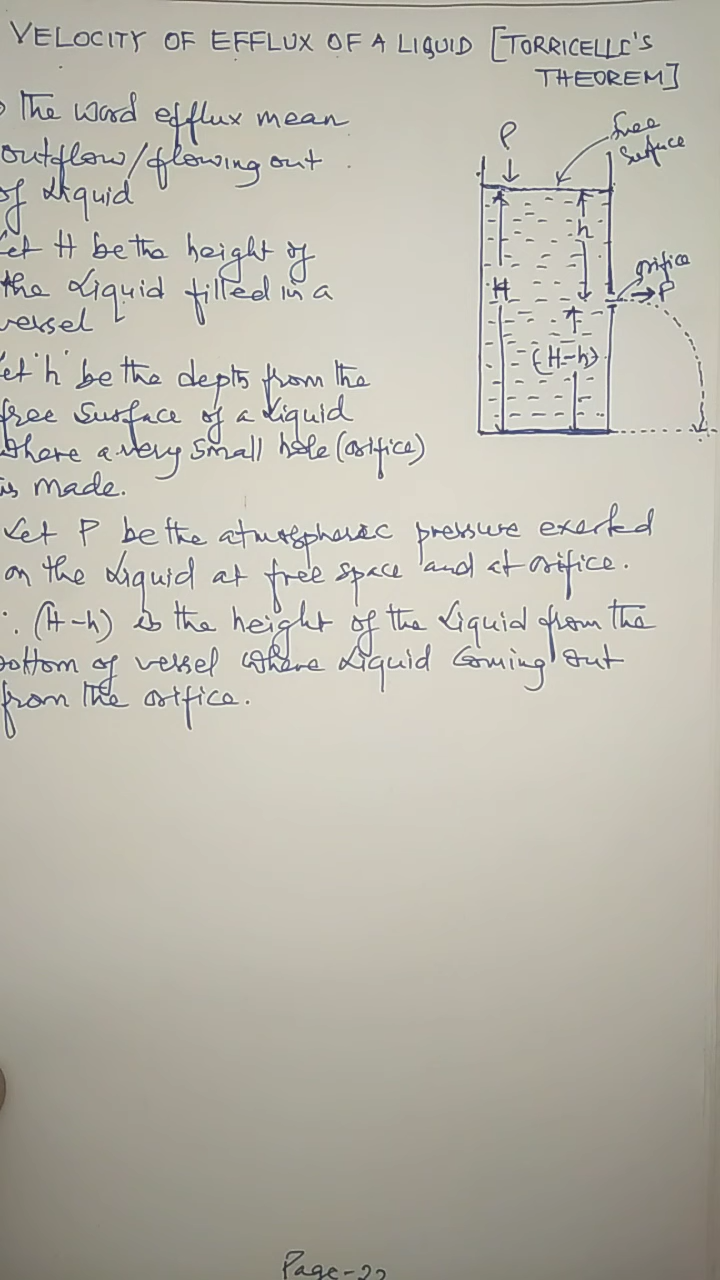 VELOCITY OF EFFLUX OF A LIQUID [TORRICELLI'S
THEOREM]
The word efflux mean
outflow/flowing out
of Liquid
Let H be the height of
the Liquid filled in a
vessel
Let 'h' be the depth from the
free Surface of a Liquid
Where a very small hole (orifice)
is made.
Let P be the atmospheric pressure exerted
on the Liquid at free space and at orifice.
∴ (H-h) is the height of the Liquid from the
bottom of vessel where Liquid Coming out
from the orifice.
P
free
Surface
h
orifice
H
P
(H-h)
Page-22